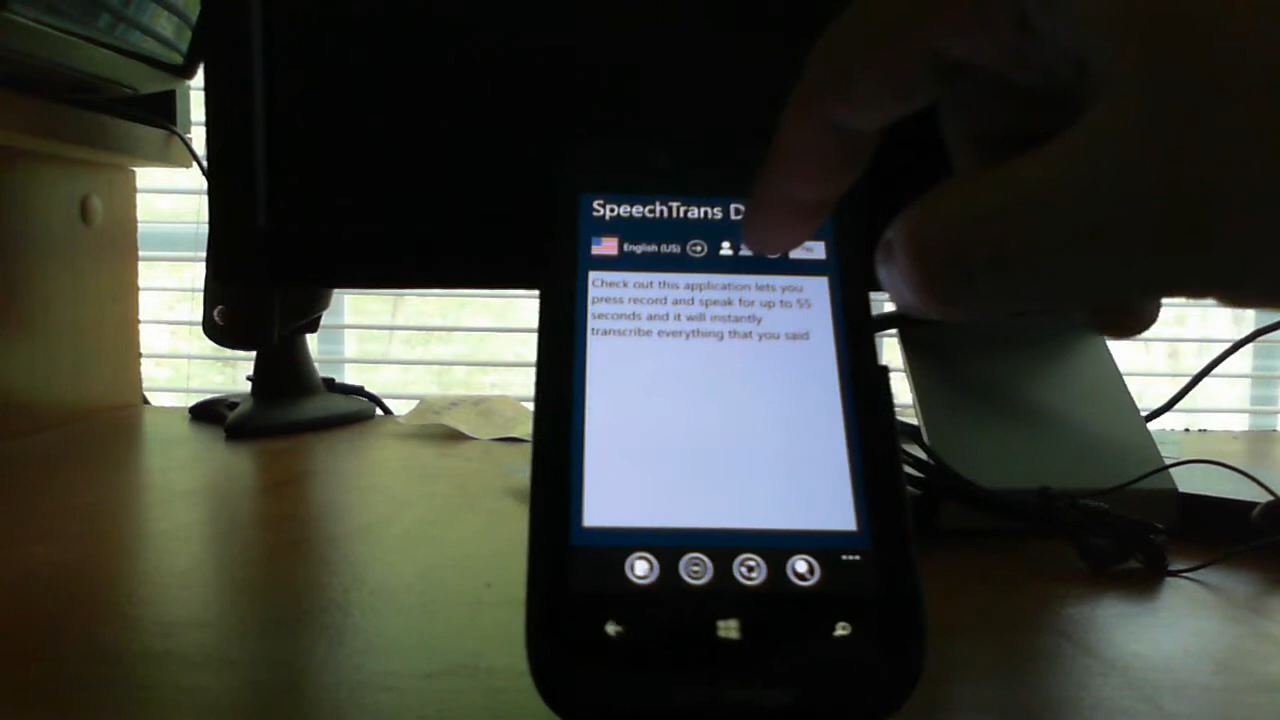 SpeechTrans D
English (US)
Check out this application lets you
press record and speak for up to 55
seconds and it will instantly
transcribe everything that you said